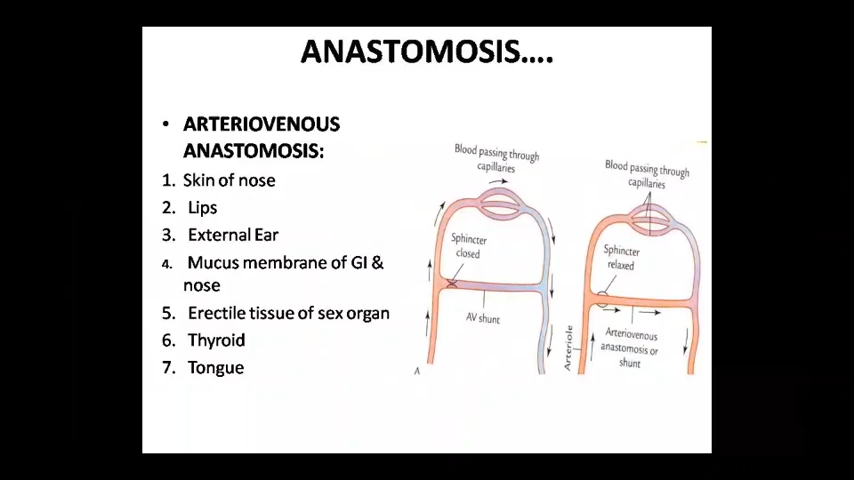 ANASTOMOSIS....
• ARTERIOVENOUS
ANASTOMOSIS:
1. Skin of nose
2. Lips
3. External Ear
4. Mucus membrane of GI &
nose
5. Erectile tissue of sex organ
6. Thyroid
7. Tongue
Blood passing through
capillaries
Sphincter
closed
AV shunt
A
Blood passing through
capillaries
Sphincter
relaxed
Arteriole
Arteriovenous
anastomosis or
shunt